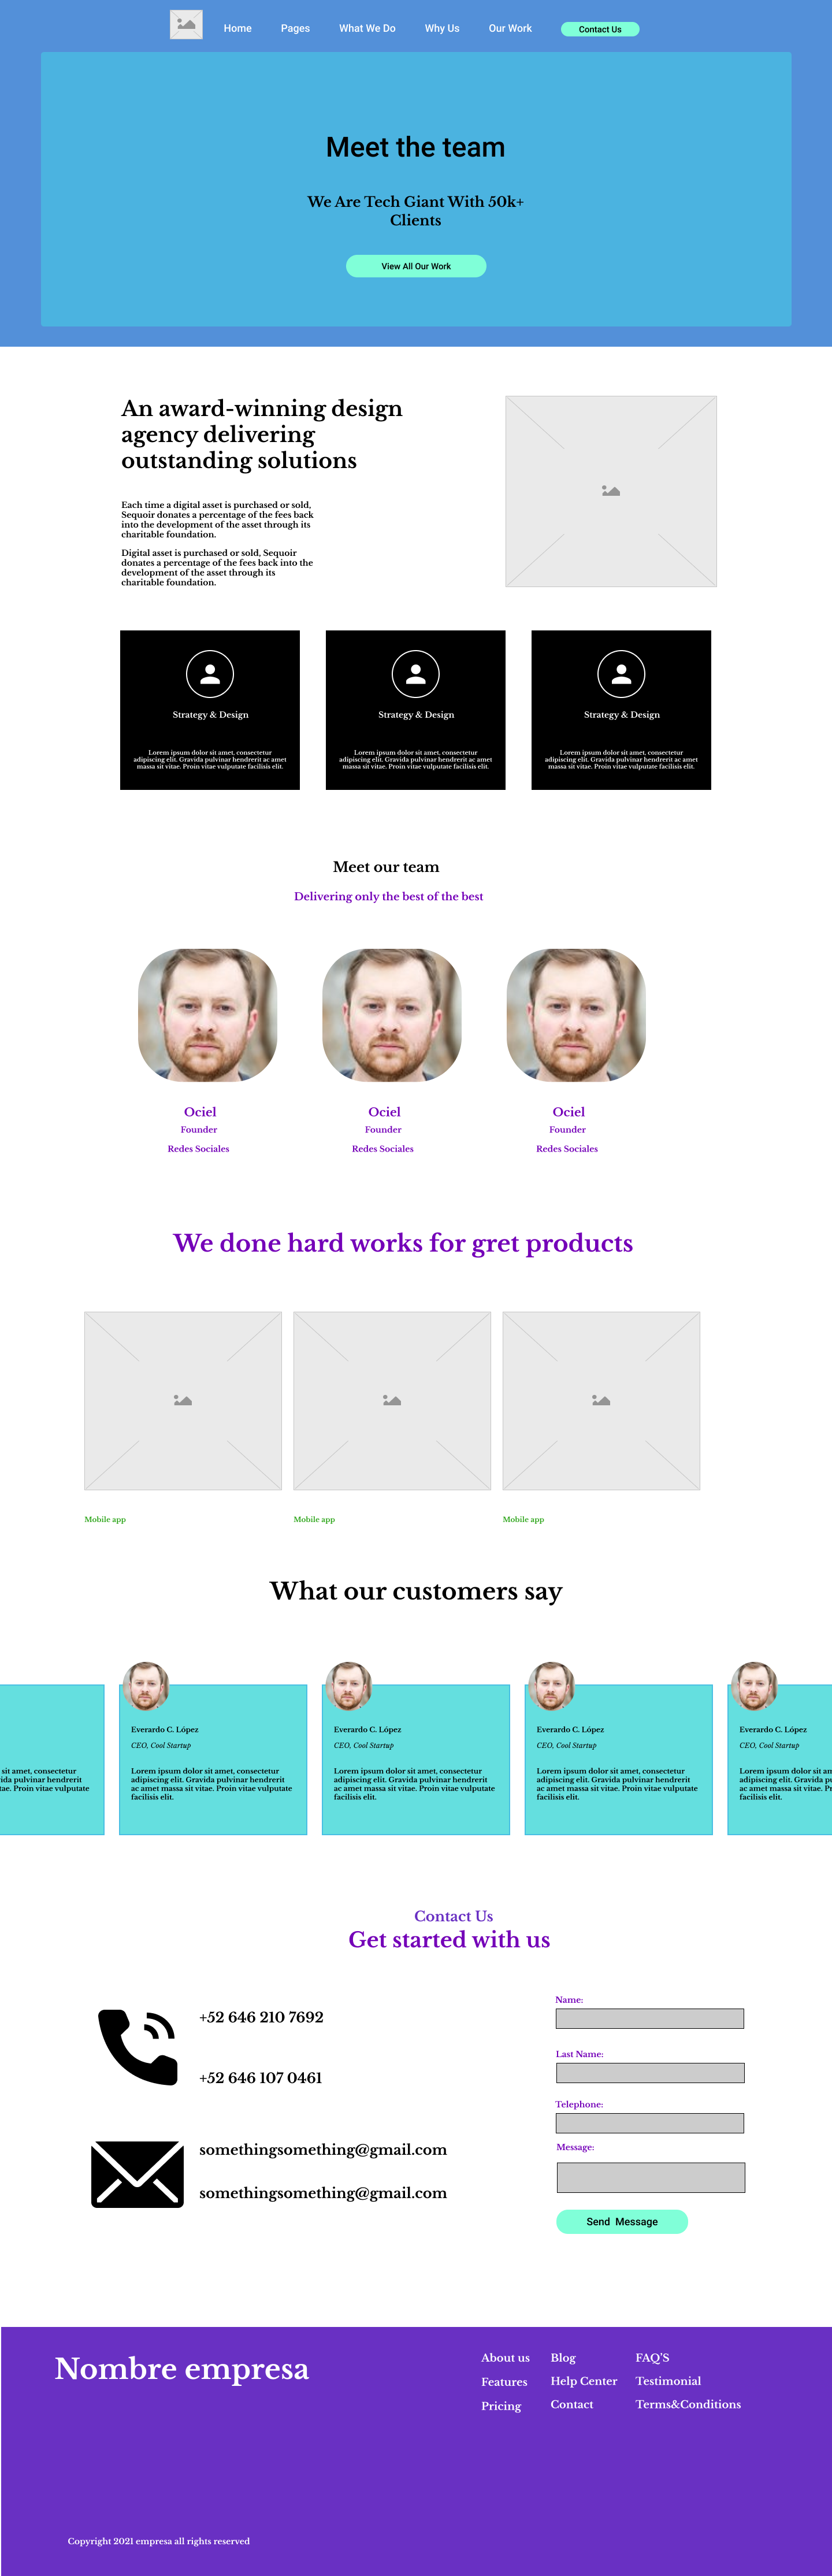 Home Pages What We Do Why Us Our Work Contact Us
Meet the team
We Are Tech Giant With 50k+
Clients
View All Our Work
An award-winning design
agency delivering
outstanding solutions
Each time a digital asset is purchased or sold,
Sequoir donates a percentage of the fees back
into the development of the asset through its
charitable foundation.
Digital asset is purchased or sold, Sequoir
donates a percentage of the fees back into the
development of the asset through its
charitable foundation.
Strategy & Design
Lorem ipsum dolor sit amet, consectetur
adipiscing elit. Gravida pulvinar hendrerit ac amet
massa sit vitae. Proin vitae vulputate facilisis elit.
Strategy & Design
Lorem ipsum dolor sit amet, consectetur
adipiscing elit. Gravida pulvinar hendrerit ac amet
massa sit vitae. Proin vitae vulputate facilisis elit.
Strategy & Design
Lorem ipsum dolor sit amet, consectetur
adipiscing elit. Gravida pulvinar hendrerit ac amet
massa sit vitae. Proin vitae vulputate facilisis elit.
Meet our team
Delivering only the best of the best
Ociel
Founder
Redes Sociales
Ociel
Founder
Redes Sociales
Ociel
Founder
Redes Sociales
We done hard works for gret products
Mobile app
Mobile app
Mobile app
What our customers say
sit amet, consectetur
ida pulvinar hendrerit
tae. Proin vitae vulputate
Everardo C. López
CEO, Cool Startup
Lorem ipsum dolor sit amet, consectetur
adipiscing elit. Gravida pulvinar hendrerit
ac amet massa sit vitae. Proin vitae vulputate
facilisis elit.
Everardo C. López
CEO, Cool Startup
Lorem ipsum dolor sit amet, consectetur
adipiscing elit. Gravida pulvinar hendrerit
ac amet massa sit vitae. Proin vitae vulputate
facilisis elit.
Everardo C. López
CEO, Cool Startup
Lorem ipsum dolor sit amet, consectetur
adipiscing elit. Gravida pulvinar hendrerit
ac amet massa sit vitae. Proin vitae vulputate
facilisis elit.
Everardo C. López
CEO, Cool Startup
Lorem ipsum dolor sit am
adipiscing elit. Gravida pu
ac amet massa sit vitae. Pr
facilisis elit.
Contact Us
Get started with us
+52 646 210 7692
+52 646 107 0461
somethingsomething@gmail.com
somethingsomething@gmail.com
Name:
Last Name:
Telephone:
Message:
Send Message
Nombre empresa
About us
Features
Pricing
Blog
Help Center
Contact
FAQ'S
Testimonial
Terms&Conditions
Copyright 2021 empresa all rights reserved